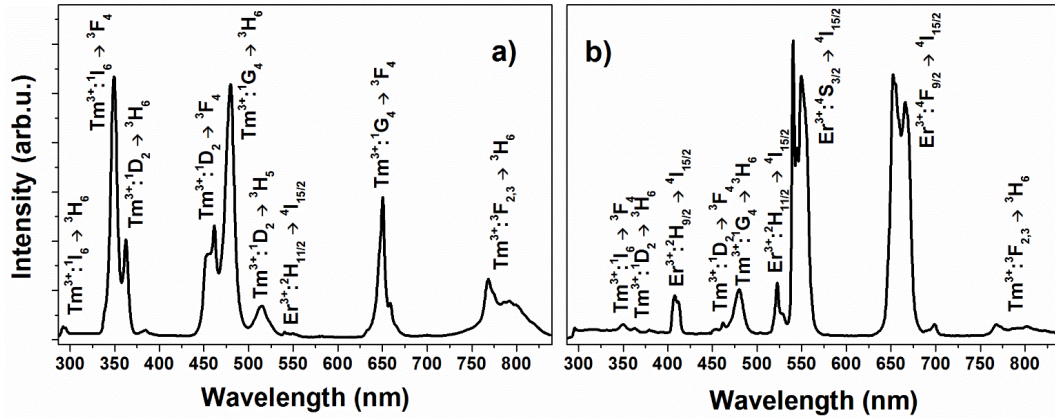 a)
Tm³⁺:¹I₆ → ³H₆
Tm³⁺:¹I₆ → ³F₄
Tm³⁺:¹D₂ → ³H₆
Tm³⁺:¹D₂ → ³F₄
Tm³⁺:¹G₄ → ³H₆
Tm³⁺:¹D₂ → ³H₅
Er³⁺:²H₁₁/₂ → ⁴I₁₅/₂
Tm³⁺:¹G₄ → ³F₄
Tm³⁺:³F₂,₃ → ³H₆
Intensity (arb.u.)
300 350 400 450 500 550 600 650 700 750 800
Wavelength (nm)
b)
Tm³⁺:¹I₆ → ³F₄
Tm³⁺:¹D₂ → ³H₆
Er³⁺:²H₉/₂ → ⁴I₁₅/₂
Tm³⁺:¹D₂ → ³F₄
Tm³⁺:¹G₄ → ³H₆
Er³⁺:²H₁₁/₂ → ⁴I₁₅/₂
Er³⁺:⁴S₃/₂ → ⁴I₁₅/₂
Er³⁺:⁴F₉/₂ → ⁴I₁₅/₂
Tm³⁺:³F₂,₃ → ³H₆
300 350 400 450 500 550 600 650 700 750 800
Wavelength (nm)